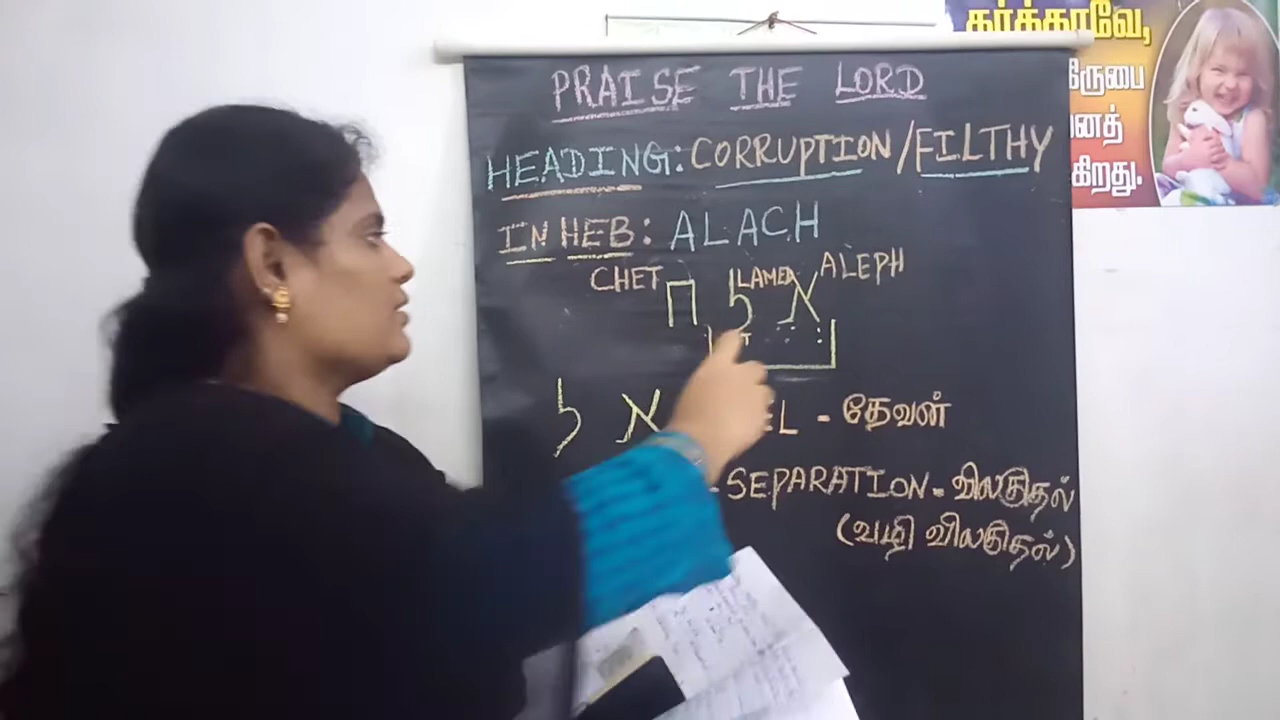 PRAISE THE LORD
HEADING: CORRUPTION / FILTHY
IN HEB: ALACH
CHET LAMED ALEPH
ח ל א
ל א EL - தேவன்
- SEPARATION - விலகுதல்
(வழி விலகுதல்)
கர்த்தாவே,